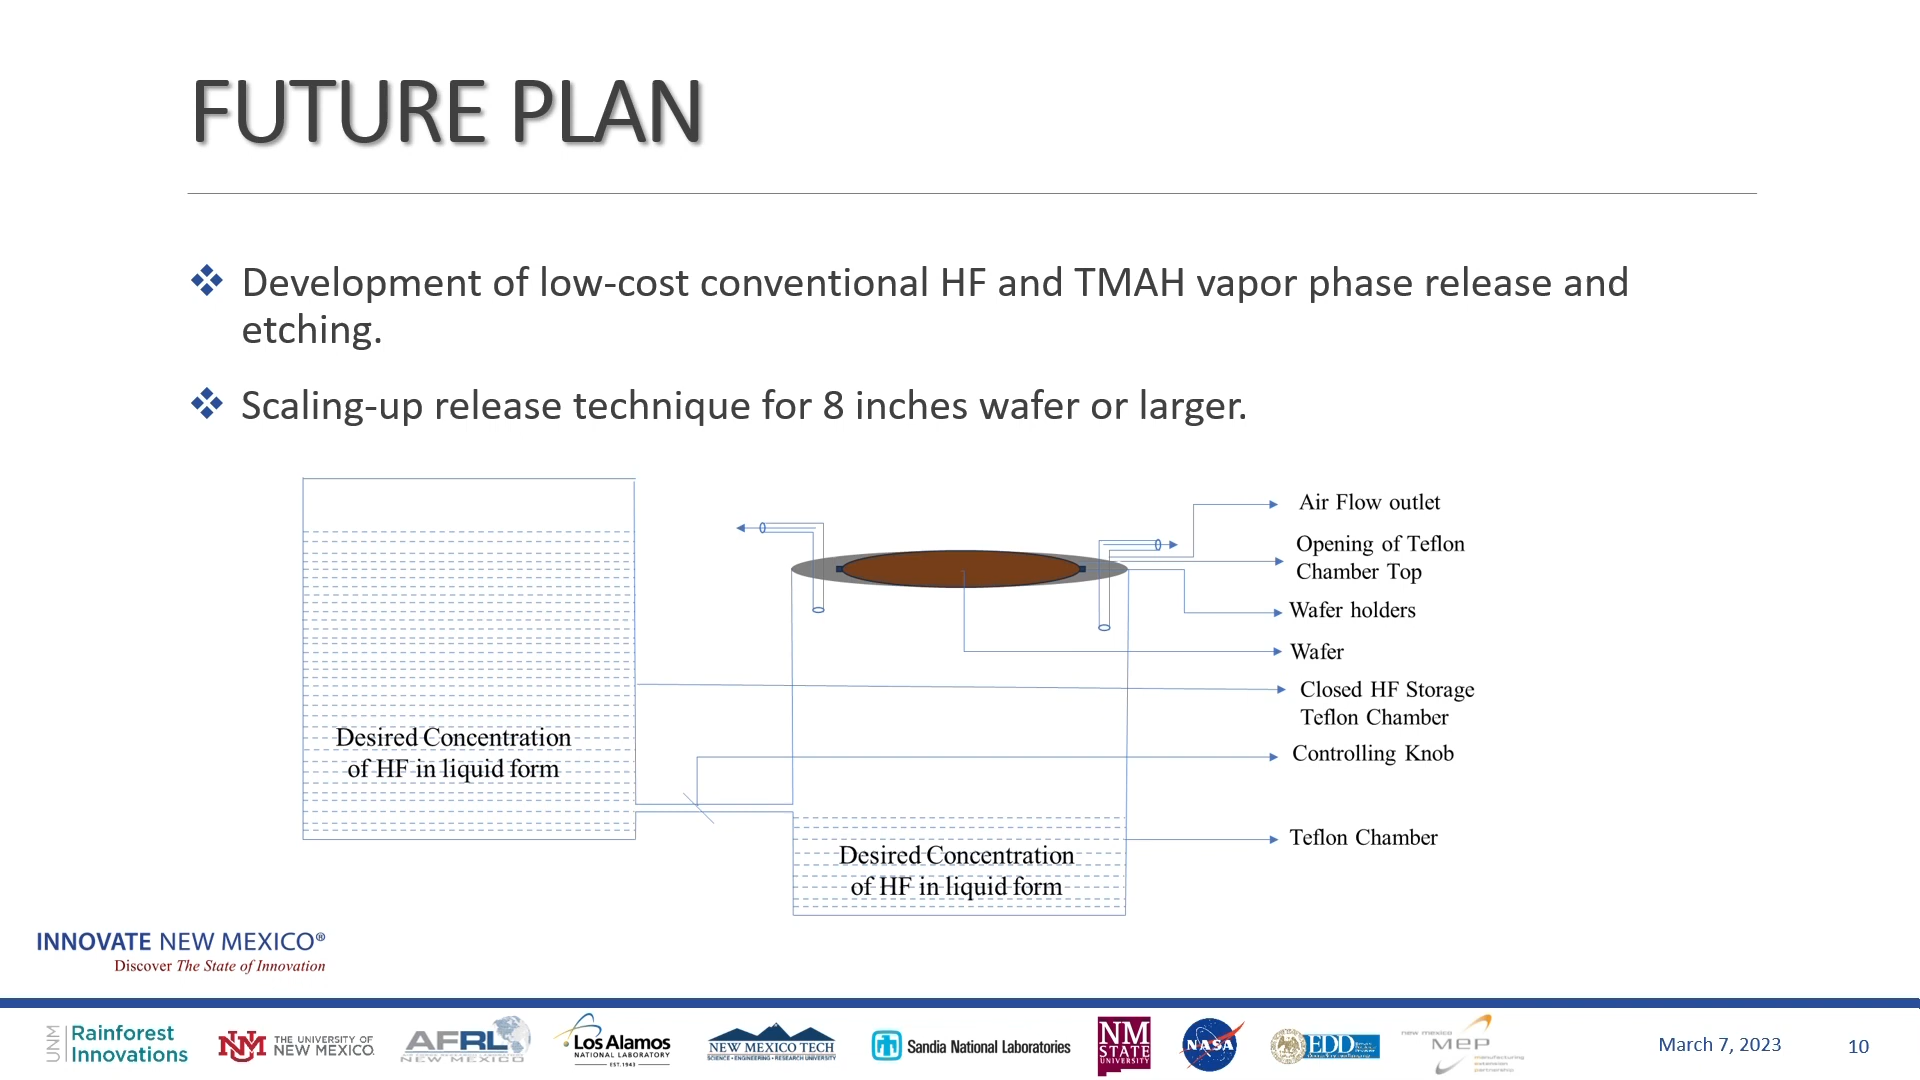 FUTURE PLAN
Development of low-cost conventional HF and TMAH vapor phase release and
etching.
Scaling-up release technique for 8 inches wafer or larger.
Air Flow outlet
Opening of Teflon
Chamber Top
Wafer holders
Wafer
Closed HF Storage
Teflon Chamber
Controlling Knob
Teflon Chamber
Desired Concentration
of HF in liquid form
Desired Concentration
of HF in liquid form
INNOVATE NEW MEXICO®
Discover The State of Innovation
UNM Rainforest
Innovations
NM THE UNIVERSITY OF
NEW MEXICO.
AFRL
NEW MEXICO
Los Alamos
NATIONAL LABORATORY
EST. 1943
NEW MEXICO TECH
SCIENCE • ENGINEERING • RESEARCH UNIVERSITY
Sandia National Laboratories
NM
STATE
UNIVERSITY
NASA
EDD
new mexico
MEP
manufacturing
extension
partnership
March 7, 2023
10